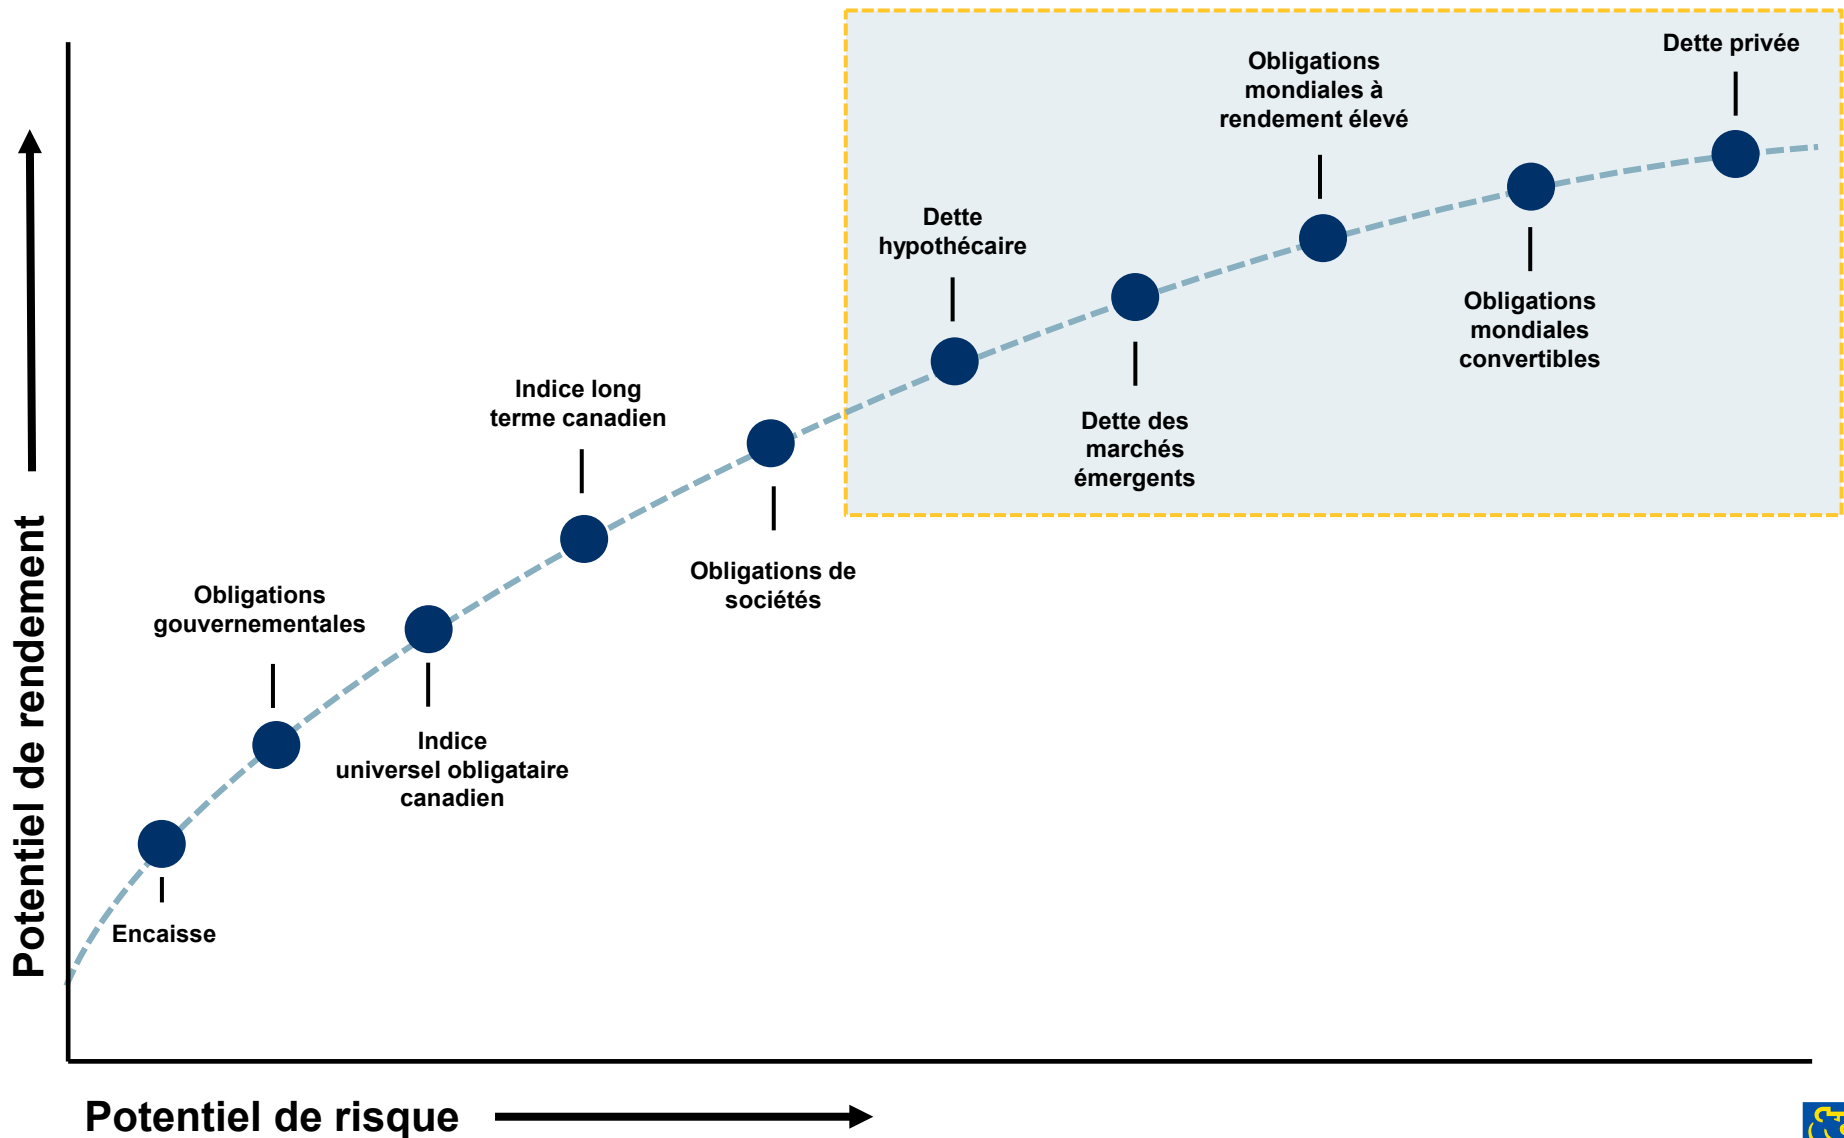 Dette privée
Obligations
mondiales à
rendement élevé
Dette
hypothécaire
Obligations
mondiales
convertibles
Indice long
terme canadien
Dette des
marchés
émergents
Obligations de
sociétés
Obligations
gouvernementales
Indice
universel obligataire
canadien
Encaisse
Potentiel de rendement
Potentiel de risque